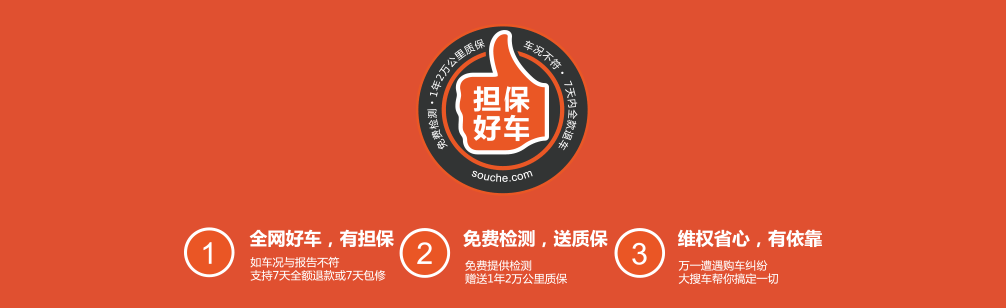 免费检测·1年2万公里质保
车况不符·7天内全款退车
担保
好车
souche.com
1
全网好车，有担保
如车况与报告不符
支持7天全额退款或7天包修
2
免费检测，送质保
免费提供检测
赠送1年2万公里质保
3
维权省心，有依靠
万一遭遇购车纠纷
大搜车帮你搞定一切